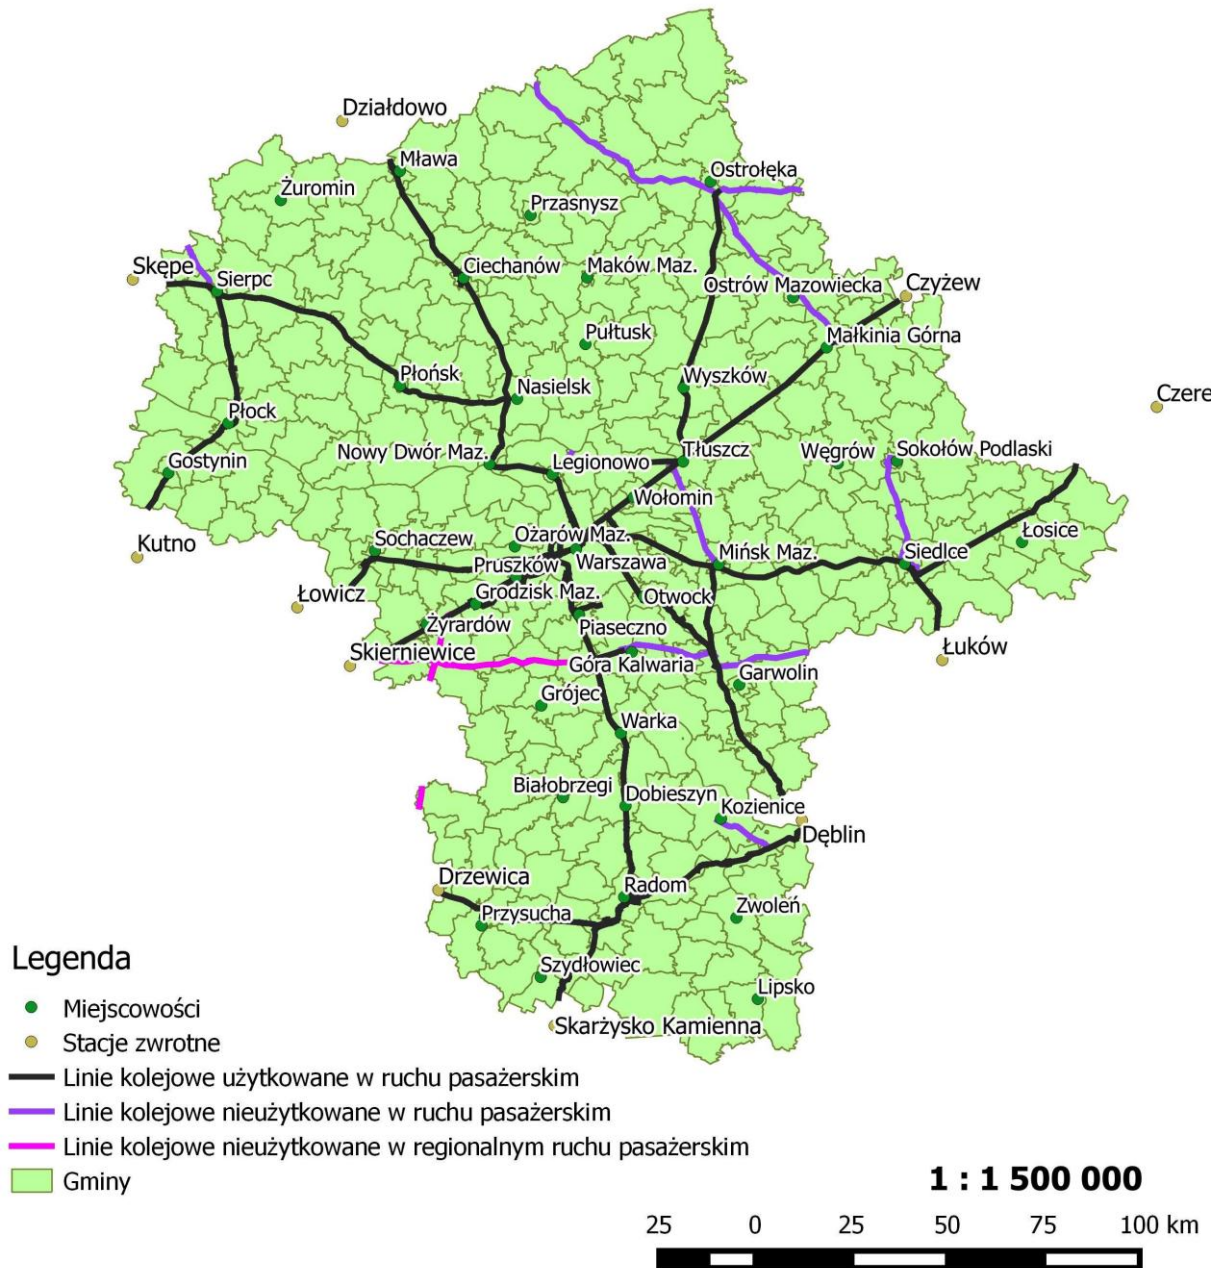 Działdowo
Mława
Ostrołęka
Żuromin
Przasnysz
Skępe
Sierpc
Ciechanów
Maków Maz.
Ostrów Mazowiecka
Czyżew
Pułtusk
Małkinia Górna
Płońsk
Nasielsk
Wyszków
Czere
Płock
Nowy Dwór Maz.
Legionowo
Tłuszcz
Węgrów
Sokołów Podlaski
Gostynin
Wołomin
Kutno
Sochaczew
Ożarów Maz.
Mińsk Maz.
Siedlce
Łosice
Pruszków
Warszawa
Łowicz
Grodzisk Maz.
Otwock
Żyrardów
Piaseczno
Skierniewice
Góra Kalwaria
Garwolin
Łuków
Grójec
Warka
Białobrzegi
Dobieszyn
Kozienice
Dęblin
Drzewica
Radom
Przysucha
Zwoleń
Szydłowiec
Lipsko
Skarżysko Kamienna
Legenda
Miejscowości
Stacje zwrotne
Linie kolejowe użytkowane w ruchu pasażerskim
Linie kolejowe nieużytkowane w ruchu pasażerskim
Linie kolejowe nieużytkowane w regionalnym ruchu pasażerskim
Gminy
1 : 1 500 000
25 0 25 50 75 100 km